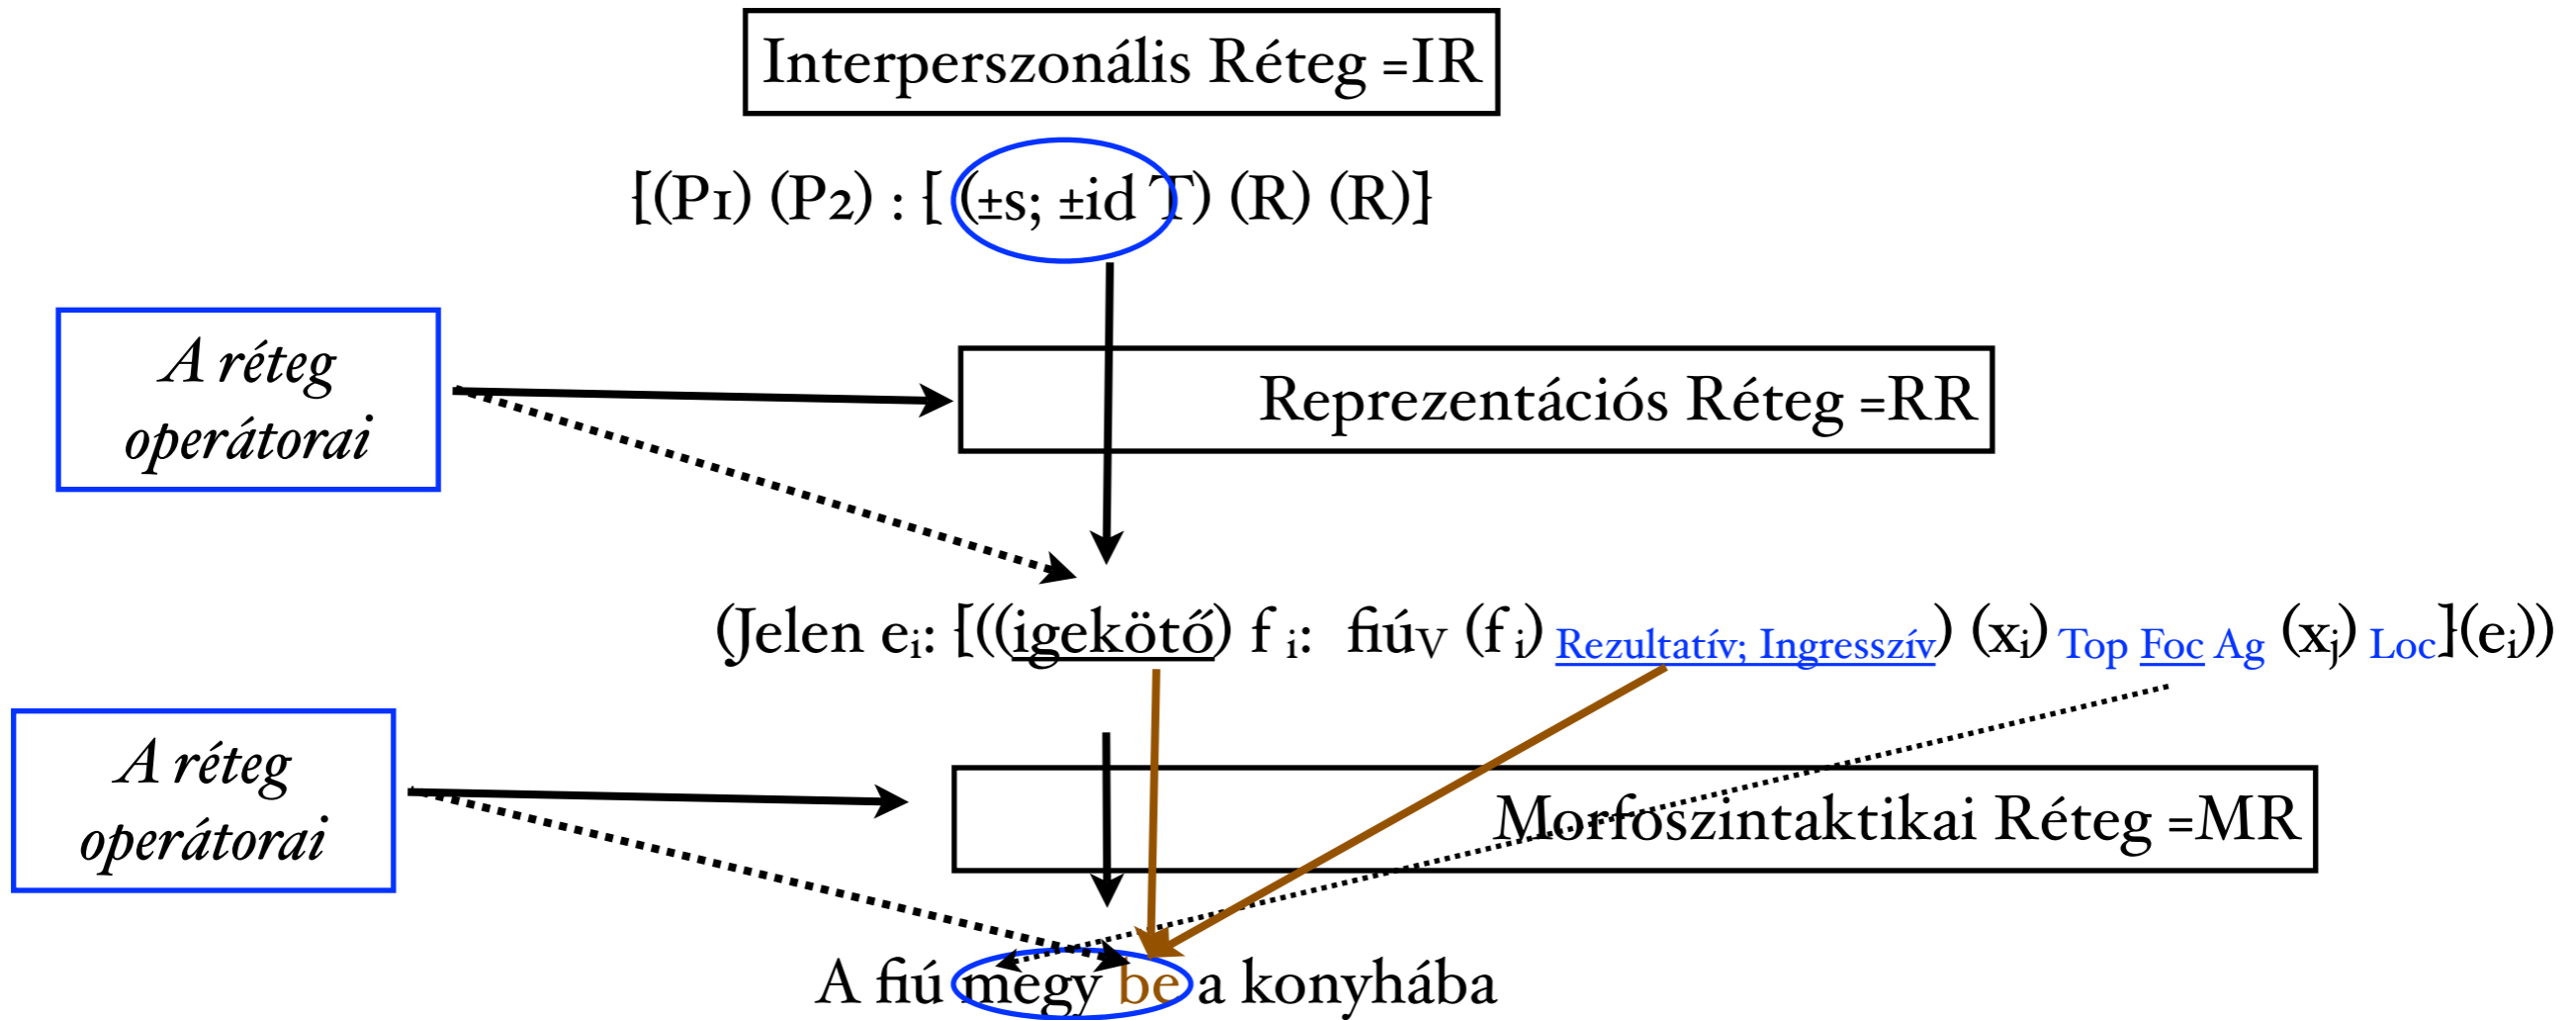 Interperszonális Réteg =IR
[(P1) (P2) : [ (±s; ±id T) (R) (R)]
A réteg
operátorai
Reprezentációs Réteg =RR
(Jelen ei: [((igekötő) f i: fiúV (f i) Rezultatív; Ingresszív) (xi) Top Foc Ag (xj) Loc](ei))
A réteg
operátorai
Morfoszintaktikai Réteg =MR
A fiú megy be a konyhába